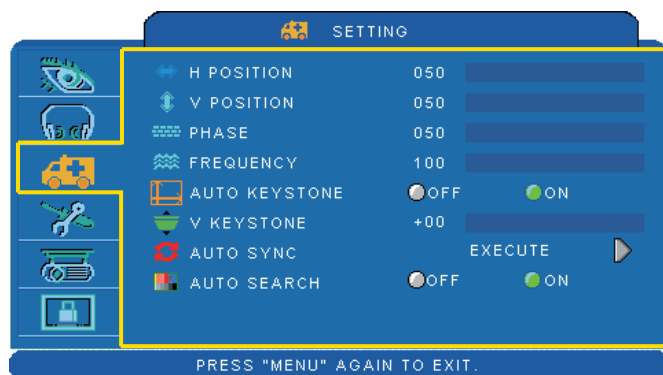 SETTING
H POSITION 050
V POSITION 050
PHASE 050
FREQUENCY 100
AUTO KEYSTONE OFF ON
V KEYSTONE +00
AUTO SYNC EXECUTE
AUTO SEARCH OFF ON
PRESS "MENU" AGAIN TO EXIT.